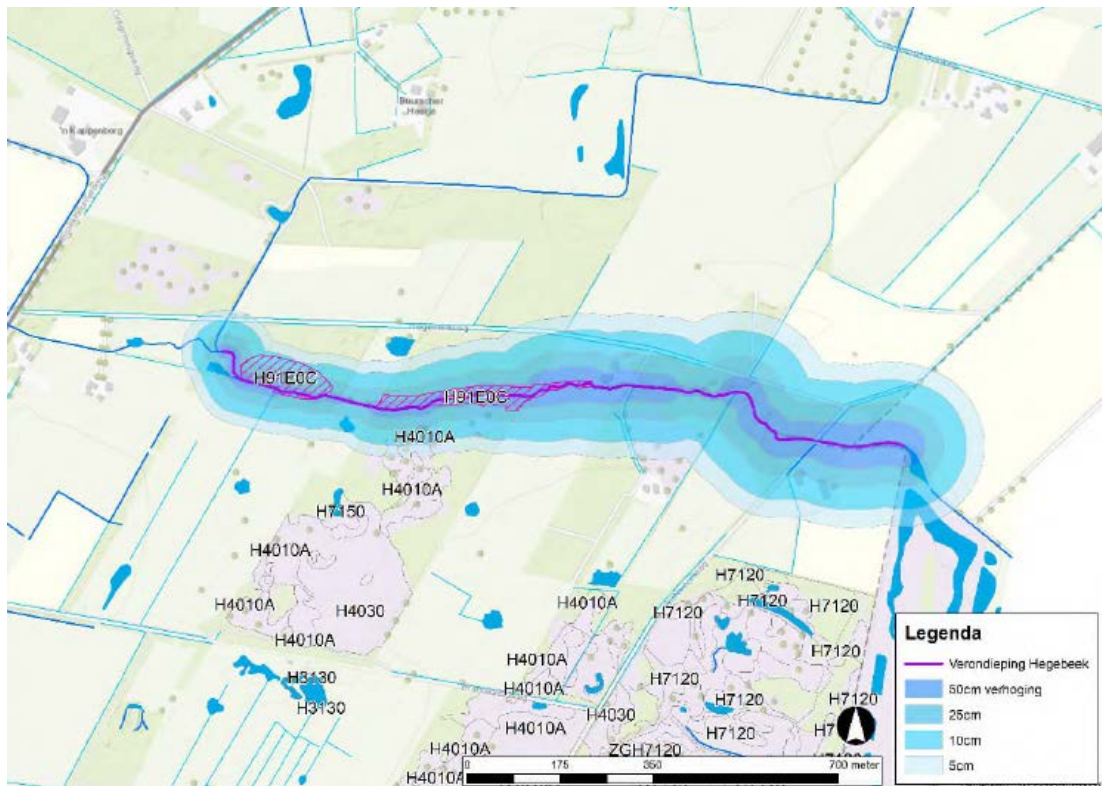 'n Kappenberg
Buurser
H91E0C
H91E0C
H4010A
H4010A
H7150
H4010A
H4010A
H4030
H4010A
H3130
H3130
H4010A
H4010A
H4010A
H4030
H4010A
H4010A
H7120
H7120
H7120
H7120
H7120
H7120
H7120
H7120
H7120
ZGH7120
Legenda
Verondieping Hegebeek
50cm verhoging
25cm
10cm
5cm
0 175 350 700 meter